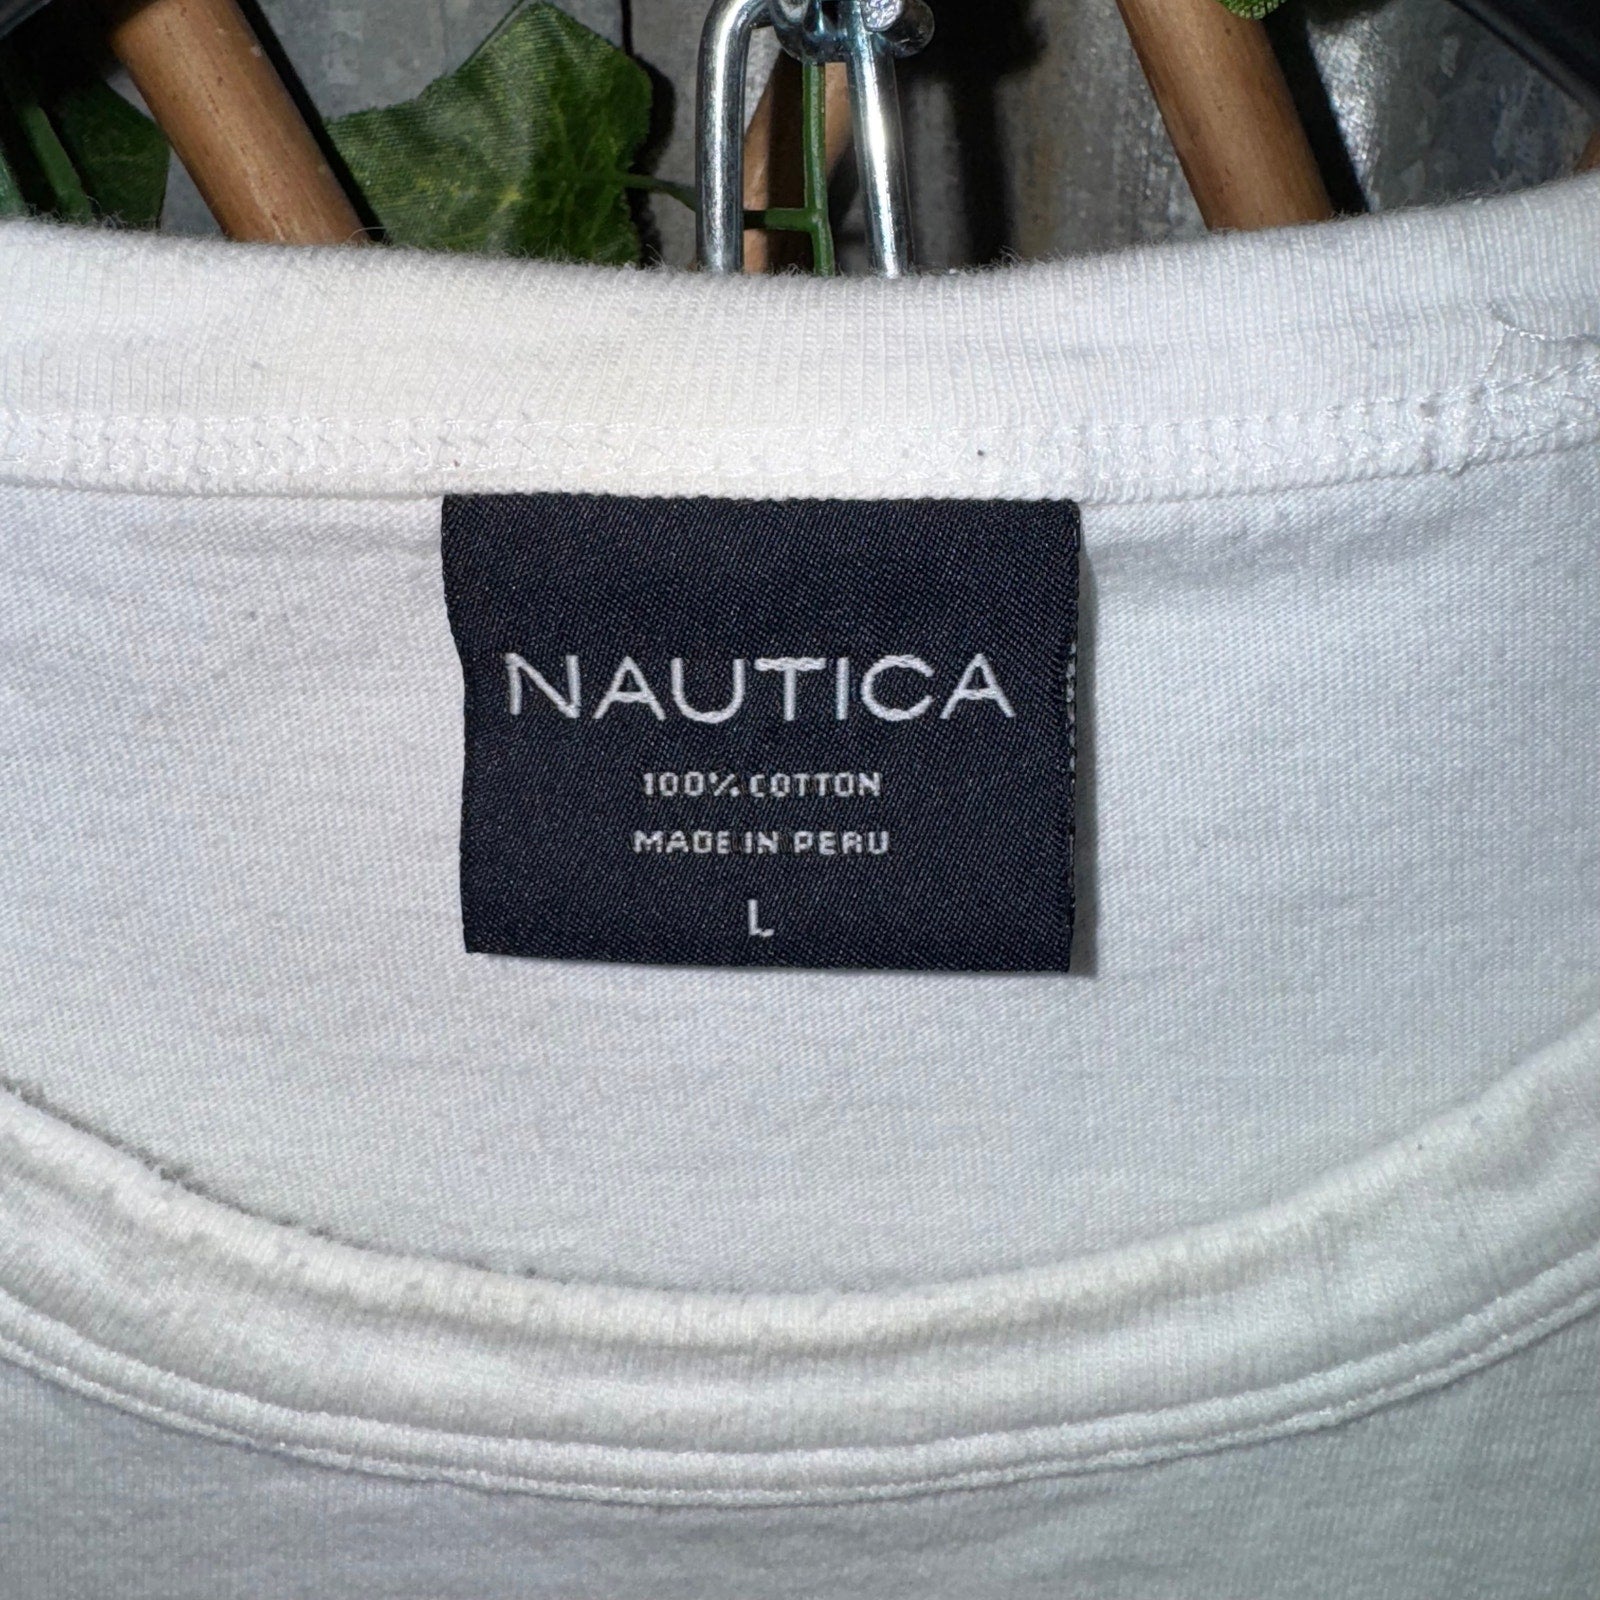 NAUTICA
100% COTTON
MADE IN PERU
L